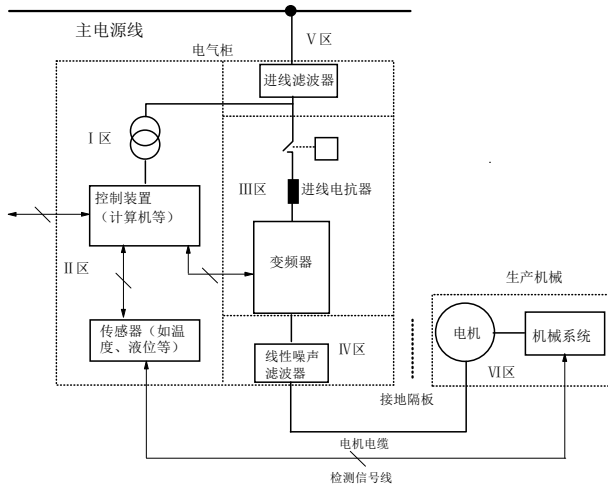 主电源线
V区
电气柜
进线滤波器
I区
III区
进线电抗器
控制装置
（计算机等）
变频器
II区
生产机械
传感器（如温
度、液位等）
线性噪声
滤波器
IV区
电机
机械系统
VI区
接地隔板
电机电缆
检测信号线